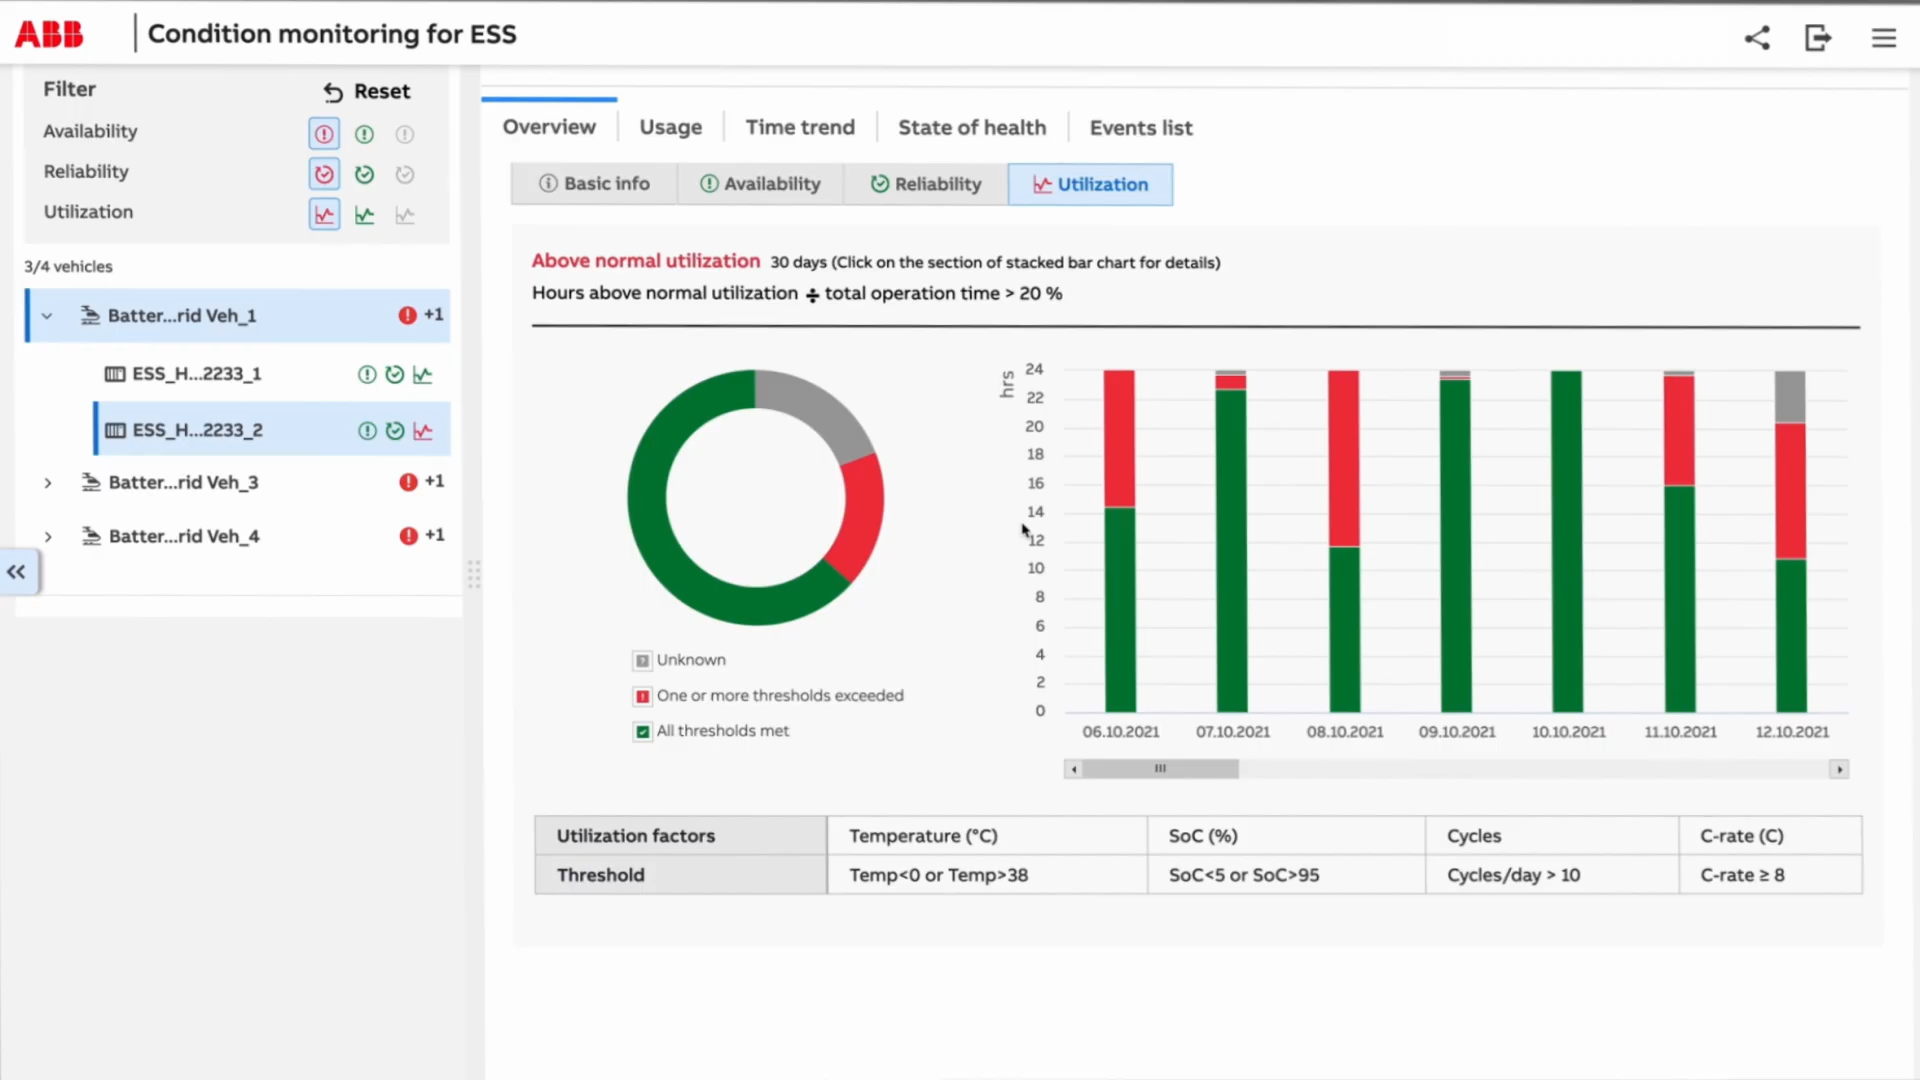 ABB
Condition monitoring for ESS
Filter
Reset
Availability
Reliability
Utilization
3/4 vehicles
Batter...rid Veh_1
+1
ESS_H...2233_1
ESS_H...2233_2
Batter...rid Veh_3
+1
Batter...rid Veh_4
+1
Overview
Usage
Time trend
State of health
Events list
Basic info
Availability
Reliability
Utilization
Above normal utilization 30 days (Click on the section of stacked bar chart for details)
Hours above normal utilization ÷ total operation time > 20 %
Unknown
One or more thresholds exceeded
All thresholds met
hrs
24
22
20
18
16
14
12
10
8
6
4
2
0
06.10.2021
07.10.2021
08.10.2021
09.10.2021
10.10.2021
11.10.2021
12.10.2021
Utilization factors
Temperature (°C)
SoC (%)
Cycles
C-rate (C)
Threshold
Temp<0 or Temp>38
SoC<5 or SoC>95
Cycles/day > 10
C-rate ≥ 8